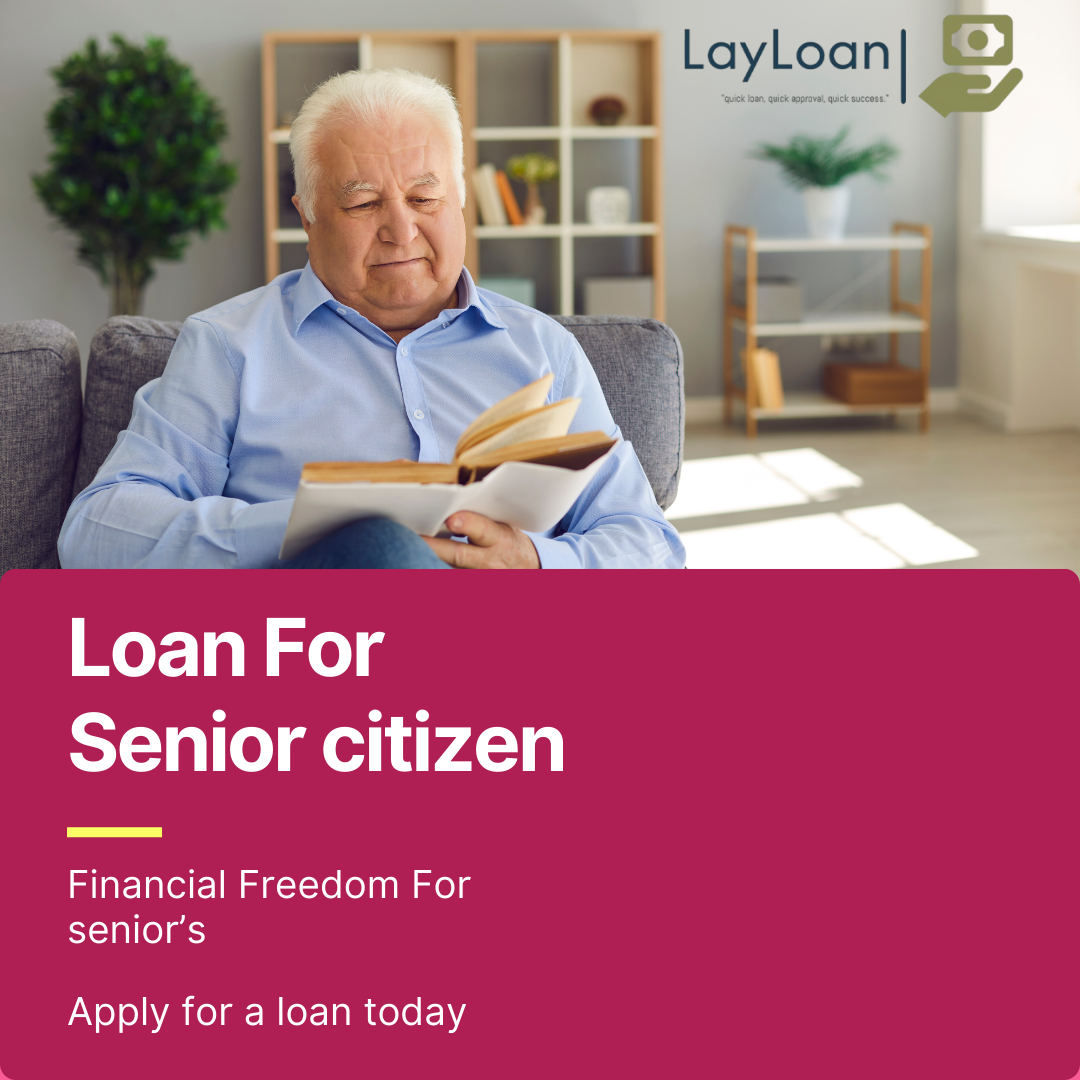 LayLoan
"quick loan, quick approval, quick success."
Loan For
Senior citizen
Financial Freedom For
senior’s
Apply for a loan today